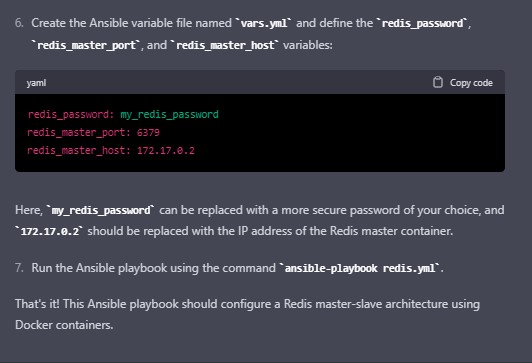 6. Create the Ansible variable file named `vars.yml` and define the `redis_password`,
`redis_master_port`, and `redis_master_host` variables:
yaml Copy code
redis_password: my_redis_password
redis_master_port: 6379
redis_master_host: 172.17.0.2
Here, `my_redis_password` can be replaced with a more secure password of your choice, and
`172.17.0.2` should be replaced with the IP address of the Redis master container.
7. Run the Ansible playbook using the command `ansible-playbook redis.yml`.
That's it! This Ansible playbook should configure a Redis master-slave architecture using
Docker containers.